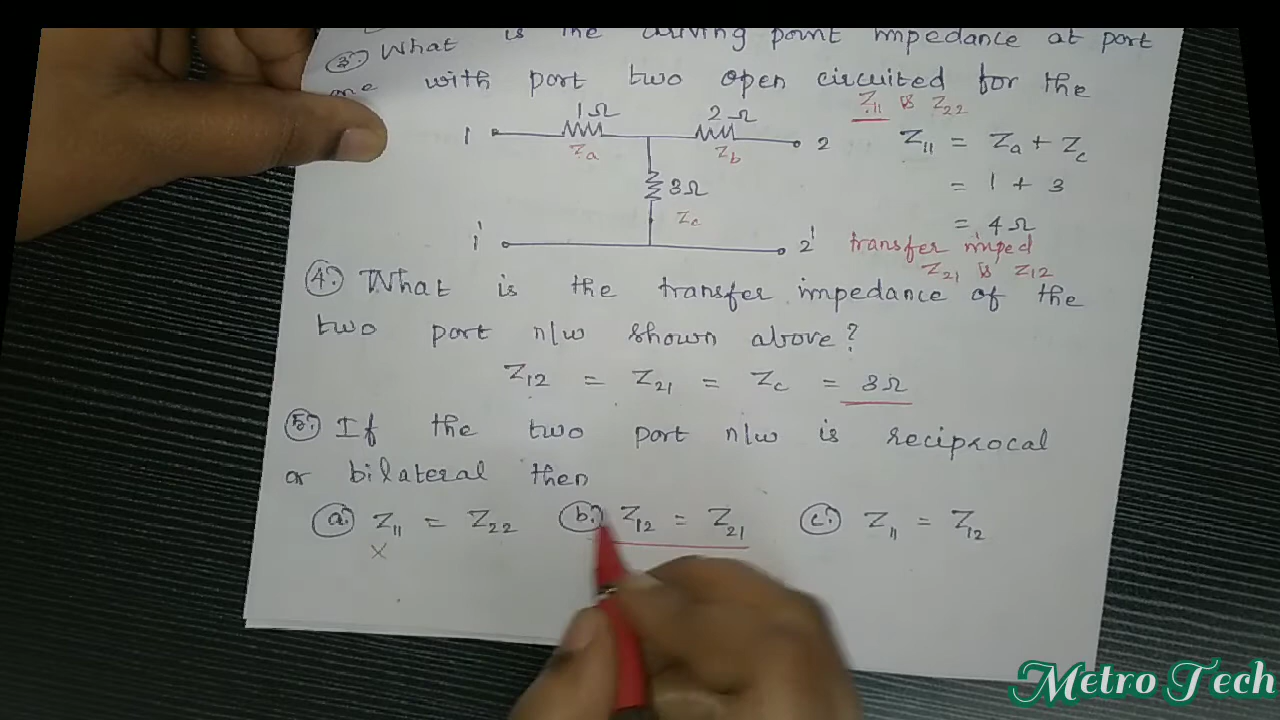 3. What is the driving point impedance at port
one with port two open circuited for the
Z11 & Z22
1Ω 2Ω
1 Za Zb 2 Z11 = Za + Zc
3Ω = 1 + 3
Zc = 4Ω
1' 2' transfer imped
Z21 & Z12
4. What is the transfer impedance of the
two port n/w shown above?
Z12 = Z21 = Zc = 3Ω
5. If the two port n/w is reciprocal
or bilateral then
a. Z11 = Z22 b. Z12 = Z21 c. Z11 = Z12
x
Metro Tech